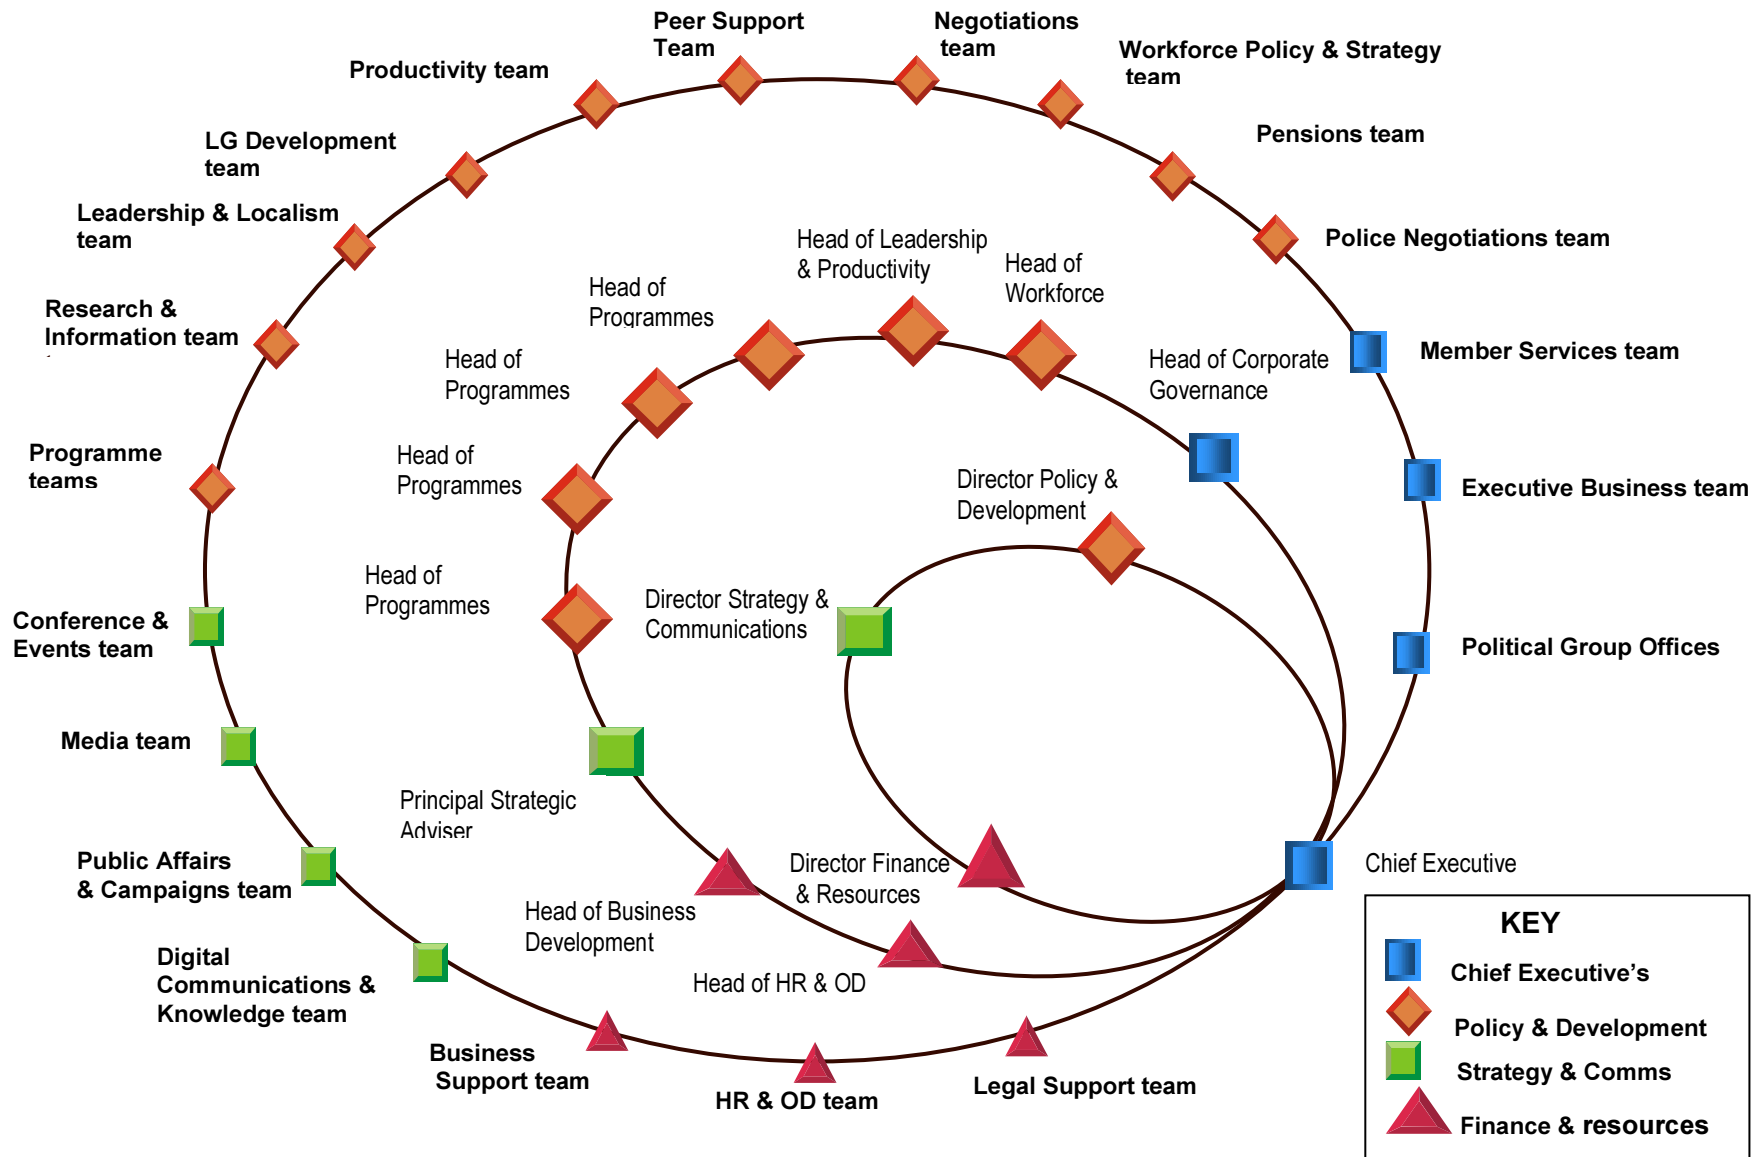 Peer Support
Team
Negotiations
team
Workforce Policy & Strategy
team
Productivity team
Pensions team
LG Development
team
Leadership & Localism
team
Police Negotiations team
Head of Leadership
& Productivity
Head of
Workforce
Head of
Programmes
Research &
Information team
Head of
Programmes
Head of Corporate
Governance
Member Services team
Programme
teams
Head of
Programmes
Director Policy &
Development
Executive Business team
Head of
Programmes
Director Strategy &
Communications
Conference &
Events team
Political Group Offices
Media team
Principal Strategic
Adviser
Public Affairs
& Campaigns team
Director Finance
& Resources
Chief Executive
Head of Business
Development
Head of HR & OD
Digital
Communications &
Knowledge team
Business
Support team
HR & OD team
Legal Support team
KEY
Chief Executive’s
Policy & Development
Strategy & Comms
Finance & resources